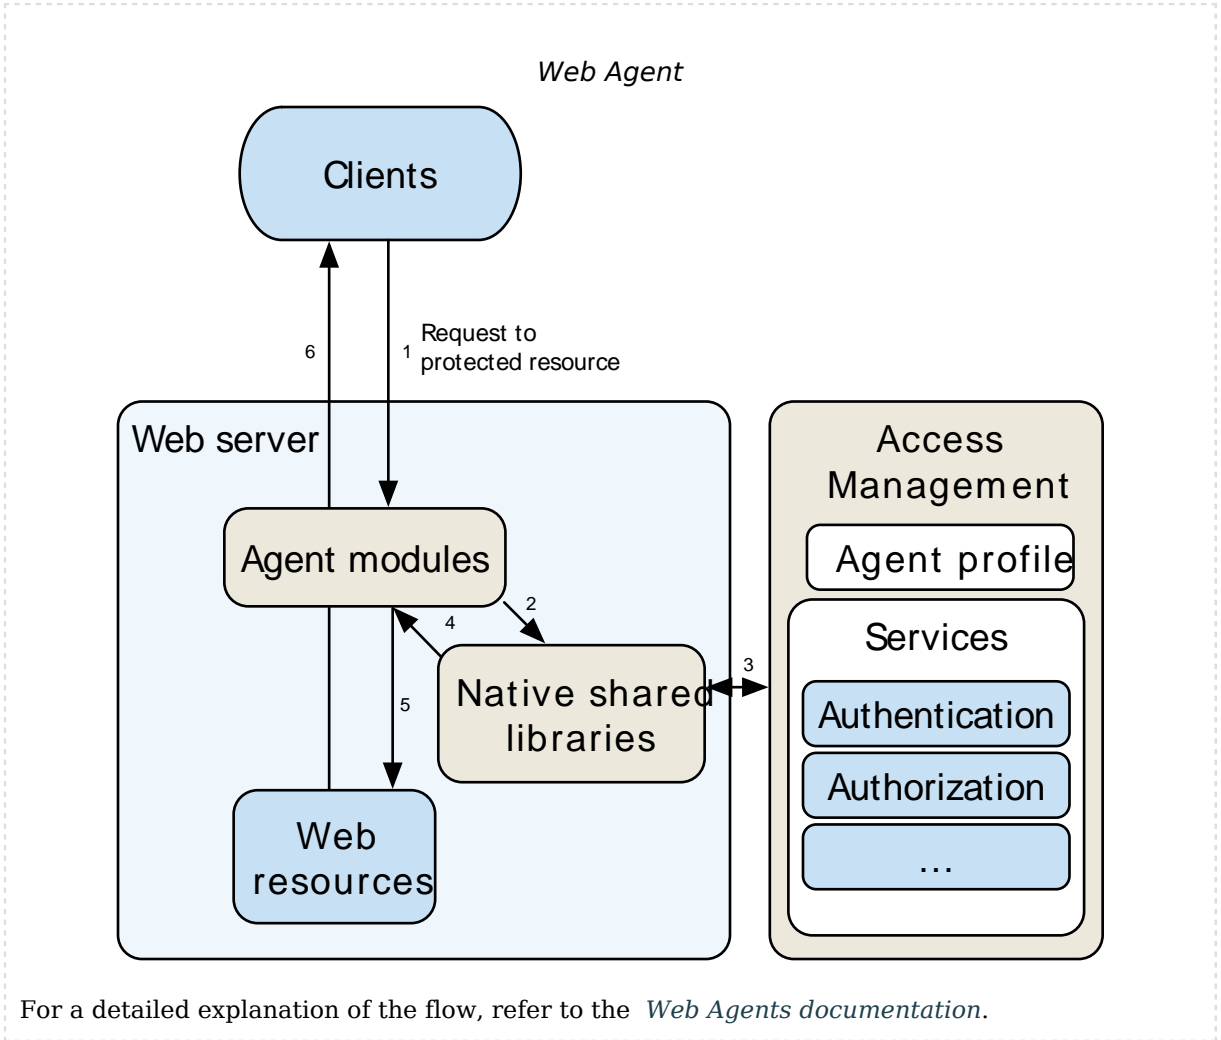 Web Agent
Clients
6
1
Request to
protected resource
Web server
Access
Management
Agent modules
Agent profile
2
4
Services
3
Native shared
libraries
5
Authentication
Authorization
Web
resources
...
For a detailed explanation of the flow, refer to the Web Agents documentation.